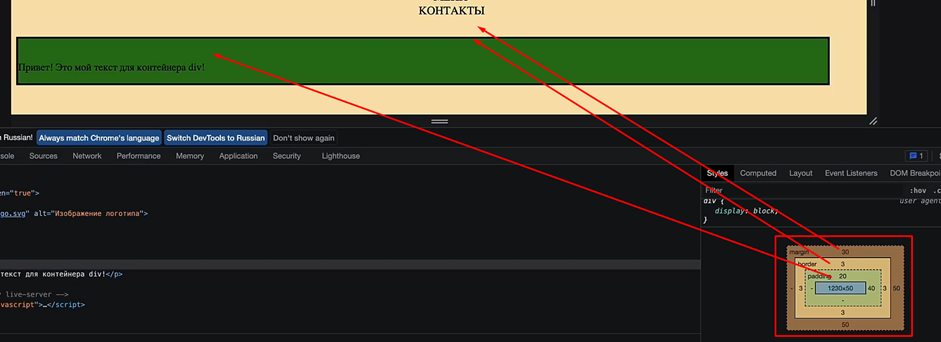 КОНТАКТЫ
Привет! Это мой текст для контейнера div!
n Russian! Always match Chrome's language Switch DevTools to Russian Don't show again
sole Sources Network Performance Memory Application Security Lighthouse 1
Styles Computed Layout Event Listeners DOM Breakpoi
Filter :hov .c
en="true">
div { user agent
display: block;
}
go.svg" alt="Изображение логотипа">
margin 30
border 3
padding 20
- 3 - 1230×50 40 3 50
-
3
50
текст для контейнера div!</p>
live-server -->
vascript">…</script>